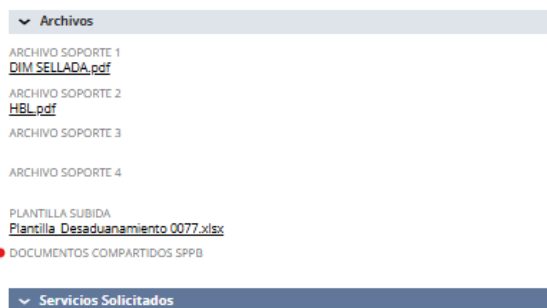 Archivos
ARCHIVO SOPORTE 1
DIM SELLADA.pdf
ARCHIVO SOPORTE 2
HBL.pdf
ARCHIVO SOPORTE 3
ARCHIVO SOPORTE 4
PLANTILLA SUBIDA
Plantilla Desaduanamiento 0077.xlsx
DOCUMENTOS COMPARTIDOS SPPB
Servicios Solicitados